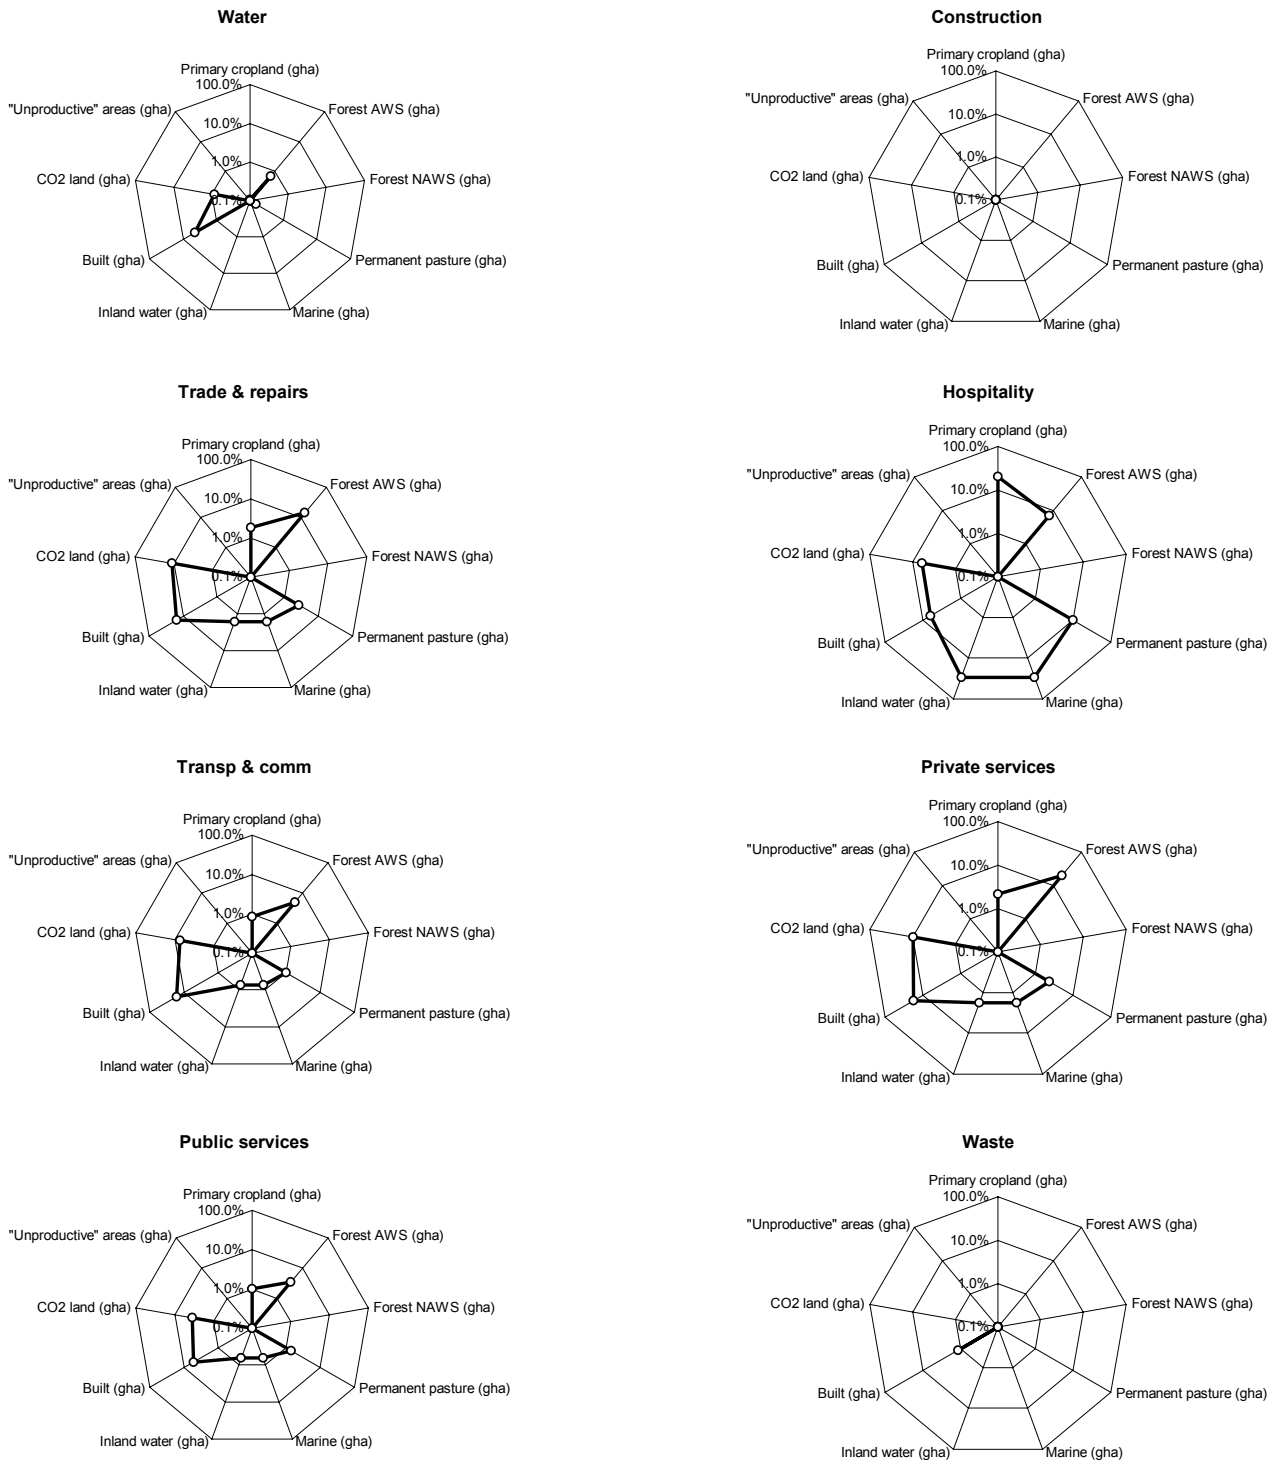 Water
Primary cropland (gha)
100.0%
"Unproductive" areas (gha)
Forest AWS (gha)
10.0%
1.0%
CO2 land (gha)
Forest NAWS (gha)
0.1%
Built (gha)
Permanent pasture (gha)
Inland water (gha)
Marine (gha)
Construction
Primary cropland (gha)
100.0%
"Unproductive" areas (gha)
Forest AWS (gha)
10.0%
1.0%
CO2 land (gha)
Forest NAWS (gha)
0.1%
Built (gha)
Permanent pasture (gha)
Inland water (gha)
Marine (gha)
Trade & repairs
Primary cropland (gha)
100.0%
"Unproductive" areas (gha)
Forest AWS (gha)
10.0%
1.0%
CO2 land (gha)
Forest NAWS (gha)
0.1%
Built (gha)
Permanent pasture (gha)
Inland water (gha)
Marine (gha)
Hospitality
Primary cropland (gha)
100.0%
"Unproductive" areas (gha)
Forest AWS (gha)
10.0%
1.0%
CO2 land (gha)
Forest NAWS (gha)
0.1%
Built (gha)
Permanent pasture (gha)
Inland water (gha)
Marine (gha)
Transp & comm
Primary cropland (gha)
100.0%
"Unproductive" areas (gha)
Forest AWS (gha)
10.0%
1.0%
CO2 land (gha)
Forest NAWS (gha)
0.1%
Built (gha)
Permanent pasture (gha)
Inland water (gha)
Marine (gha)
Private services
Primary cropland (gha)
100.0%
"Unproductive" areas (gha)
Forest AWS (gha)
10.0%
1.0%
CO2 land (gha)
Forest NAWS (gha)
0.1%
Built (gha)
Permanent pasture (gha)
Inland water (gha)
Marine (gha)
Public services
Primary cropland (gha)
100.0%
"Unproductive" areas (gha)
Forest AWS (gha)
10.0%
1.0%
CO2 land (gha)
Forest NAWS (gha)
0.1%
Built (gha)
Permanent pasture (gha)
Inland water (gha)
Marine (gha)
Waste
Primary cropland (gha)
100.0%
"Unproductive" areas (gha)
Forest AWS (gha)
10.0%
1.0%
CO2 land (gha)
Forest NAWS (gha)
0.1%
Built (gha)
Permanent pasture (gha)
Inland water (gha)
Marine (gha)